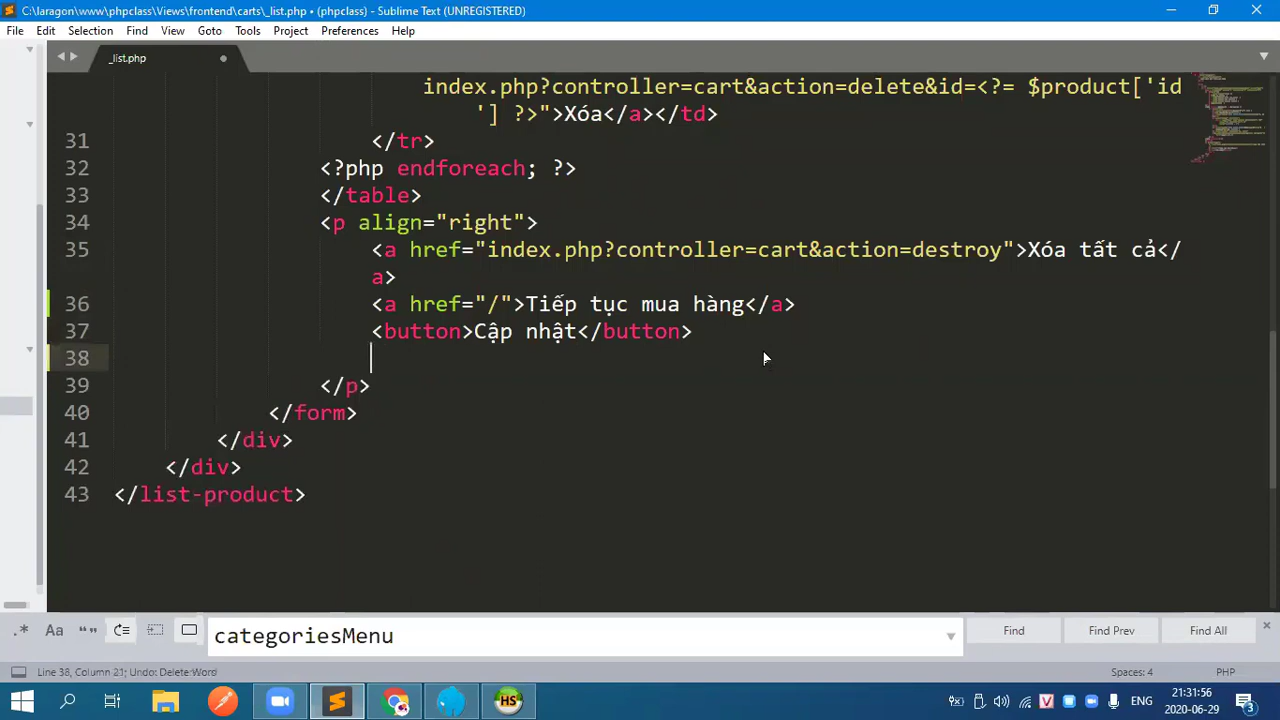 C:\laragon\www\phpclass\Views\frontend\carts\_list.php • (phpclass) - Sublime Text (UNREGISTERED)
File Edit Selection Find View Goto Tools Project Preferences Help
_list.php
index.php?controller=cart&action=delete&id=<?= $product['id
'] ?>">Xóa</a></td>
31 </tr>
32 <?php endforeach; ?>
33 </table>
34 <p align="right">
35 <a href="index.php?controller=cart&action=destroy">Xóa tất cả</
a>
36 <a href="/">Tiếp tục mua hàng</a>
37 <button>Cập nhật</button>
38
39 </p>
40 </form>
41 </div>
42 </div>
43 </list-product>
.* Aa “” categoriesMenu Find Find Prev Find All
Line 38, Column 21; Undo: Delete Word Spaces: 4 PHP
HS V ENG 21:31:56
2020-06-29 3